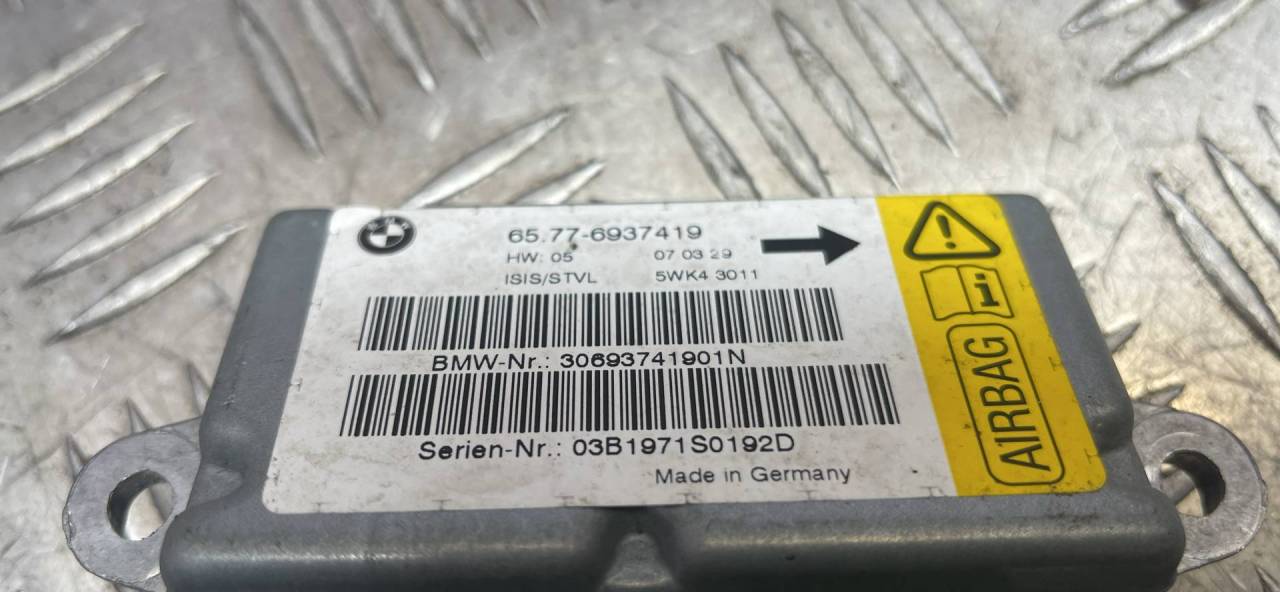 65.77-6937419
HW: 05 07 03 29
ISIS/STVL 5WK4 3011
BMW-Nr.: 30693741901N
Serien-Nr.: 03B1971S0192D
Made in Germany
AIRBAG